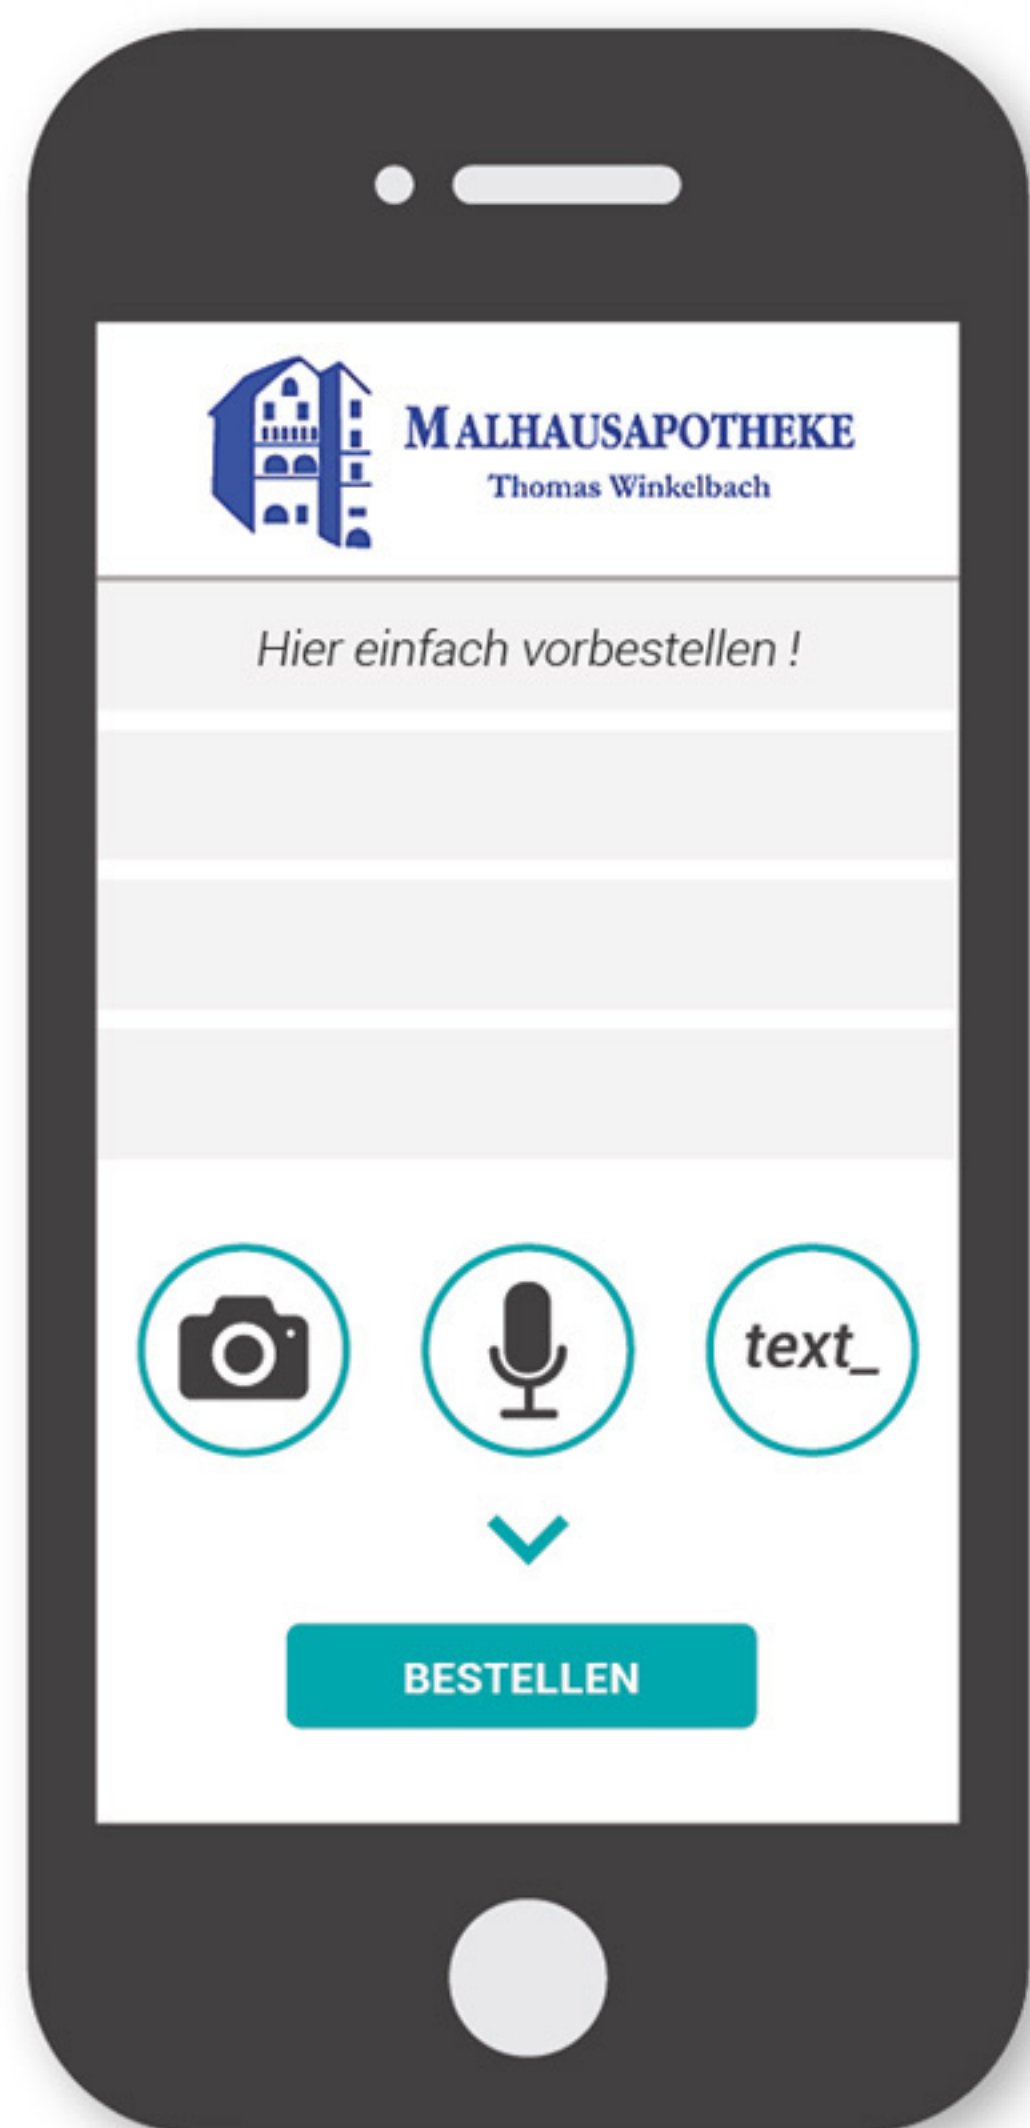 MALHAUSAPOTHEKE
Thomas Winkelbach
Hier einfach vorbestellen !
text_
BESTELLEN